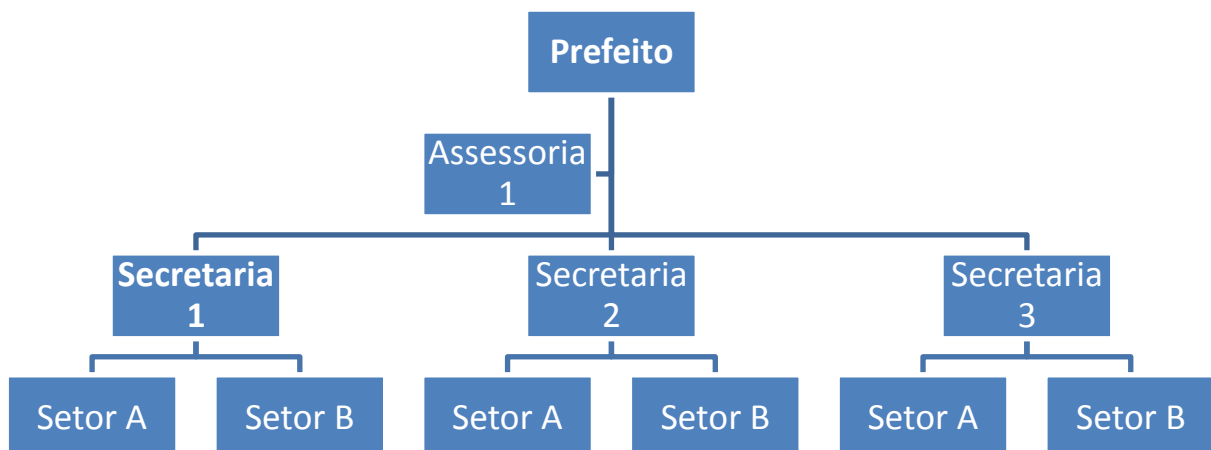 Prefeito
Assessoria
1
Secretaria
1
Secretaria
2
Secretaria
3
Setor A
Setor B
Setor A
Setor B
Setor A
Setor B